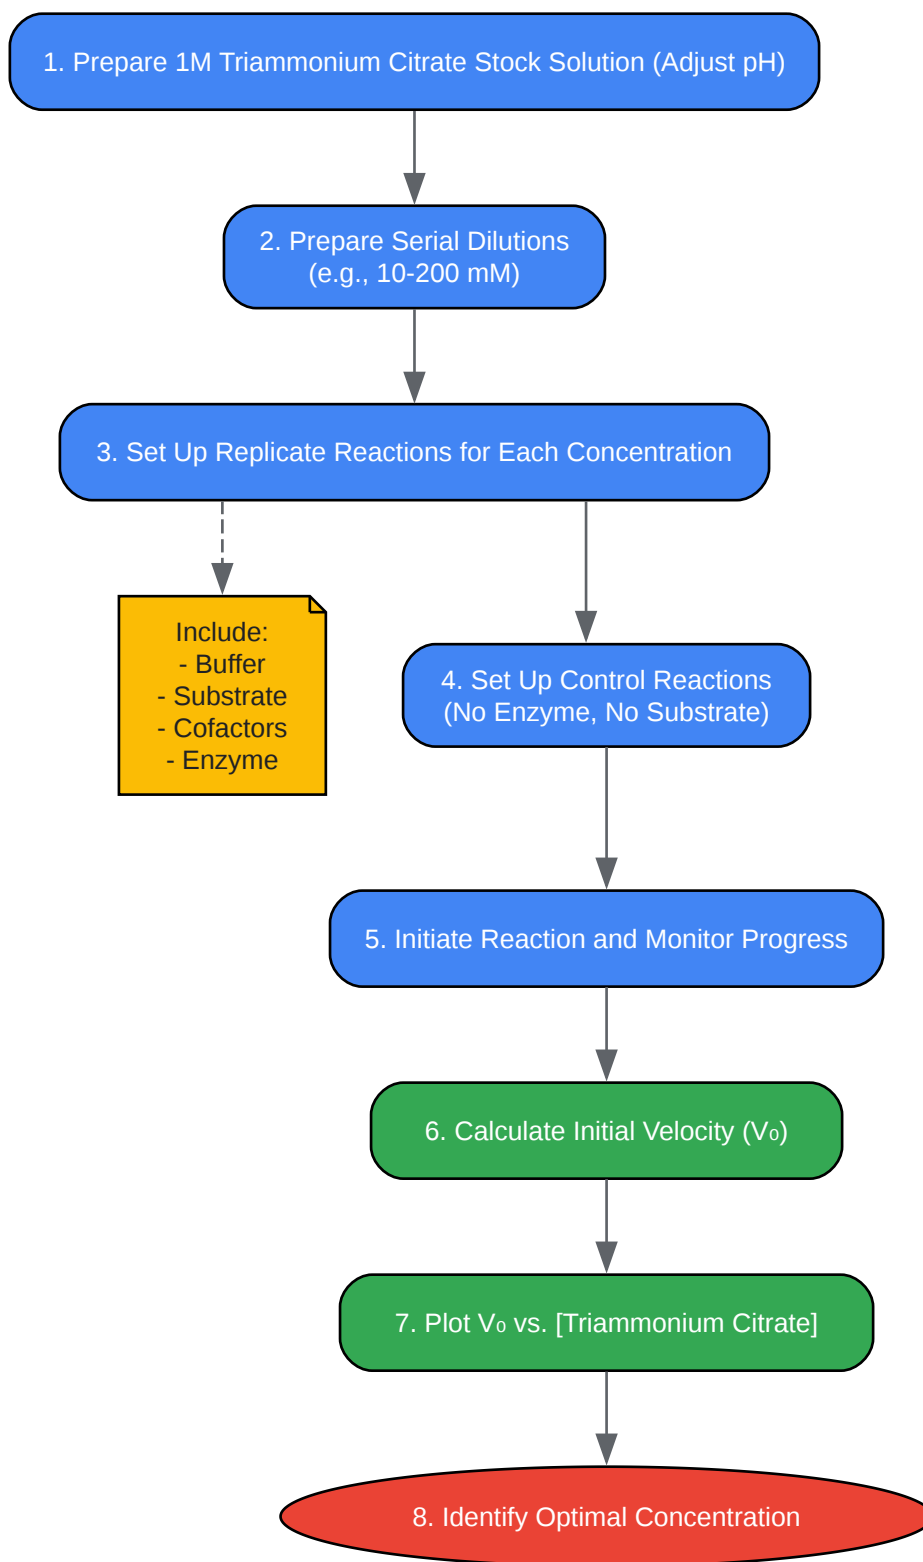 1. Prepare 1M Triammonium Citrate Stock Solution (Adjust pH)
2. Prepare Serial Dilutions
(e.g., 10-200 mM)
3. Set Up Replicate Reactions for Each Concentration
Include:
- Buffer
- Substrate
- Cofactors
- Enzyme
4. Set Up Control Reactions
(No Enzyme, No Substrate)
5. Initiate Reaction and Monitor Progress
6. Calculate Initial Velocity (V₀)
7. Plot V₀ vs. [Triammonium Citrate]
8. Identify Optimal Concentration